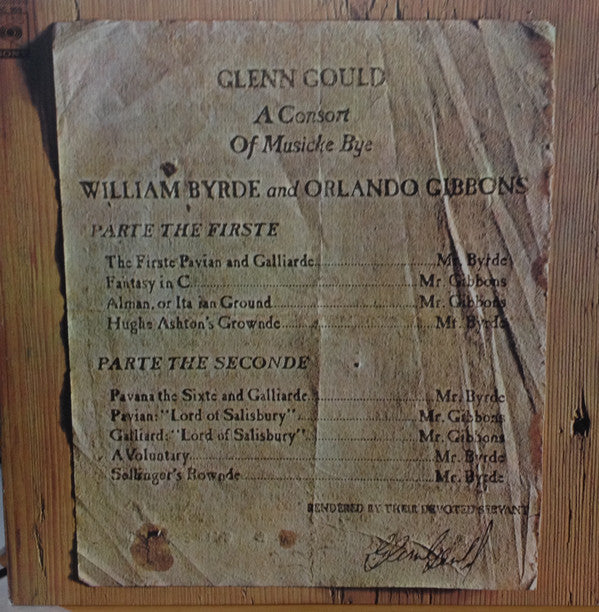 GLENN GOULD
A Consort
Of Musicke Bye
WILLIAM BYRDE and ORLANDO GIBBONS
PARTE THE FIRSTE
The Firste Pavian and Galliarde.......................Mr. Byrde
Fantasy in C.......................Mr. Gibbons
Alman, or Ita ian Ground.......................Mr. Gibbons
Hughe Ashton's Grownde.......................Mr. Byrde
PARTE THE SECONDE
Pavana the Sixte and Galliarde.......................Mr. Byrde
Pavian: "Lord of Salisbury".......................Mr. Gibbons
Galliard: "Lord of Salisbury".......................Mr. Gibbons
A Voluntary.......................Mr. Byrde
Sellinger's Rownde.......................Mr. Byrde
RENDERED BY THEIR DEVOTED SERVANT
Glenn Gould